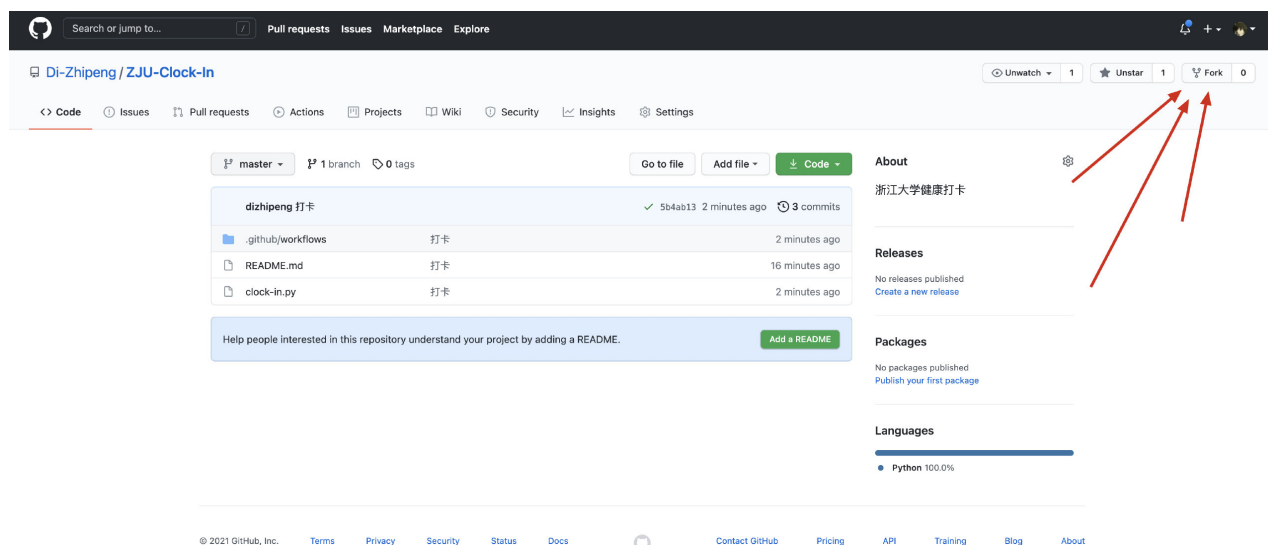 Search or jump to... / Pull requests Issues Marketplace Explore
Di-Zhipeng / ZJU-Clock-In Unwatch 1 Unstar 1 Fork 0
Code Issues Pull requests Actions Projects Wiki Security Insights Settings
master 1 branch 0 tags Go to file Add file Code
dizhipeng 打卡 5b4ab13 2 minutes ago 3 commits
.github/workflows 打卡 2 minutes ago
README.md 打卡 16 minutes ago
clock-in.py 打卡 2 minutes ago
Help people interested in this repository understand your project by adding a README. Add a README
About
浙江大学健康打卡
Releases
No releases published
Create a new release
Packages
No packages published
Publish your first package
Languages
Python 100.0%
© 2021 GitHub, Inc. Terms Privacy Security Status Docs Contact GitHub Pricing API Training Blog About